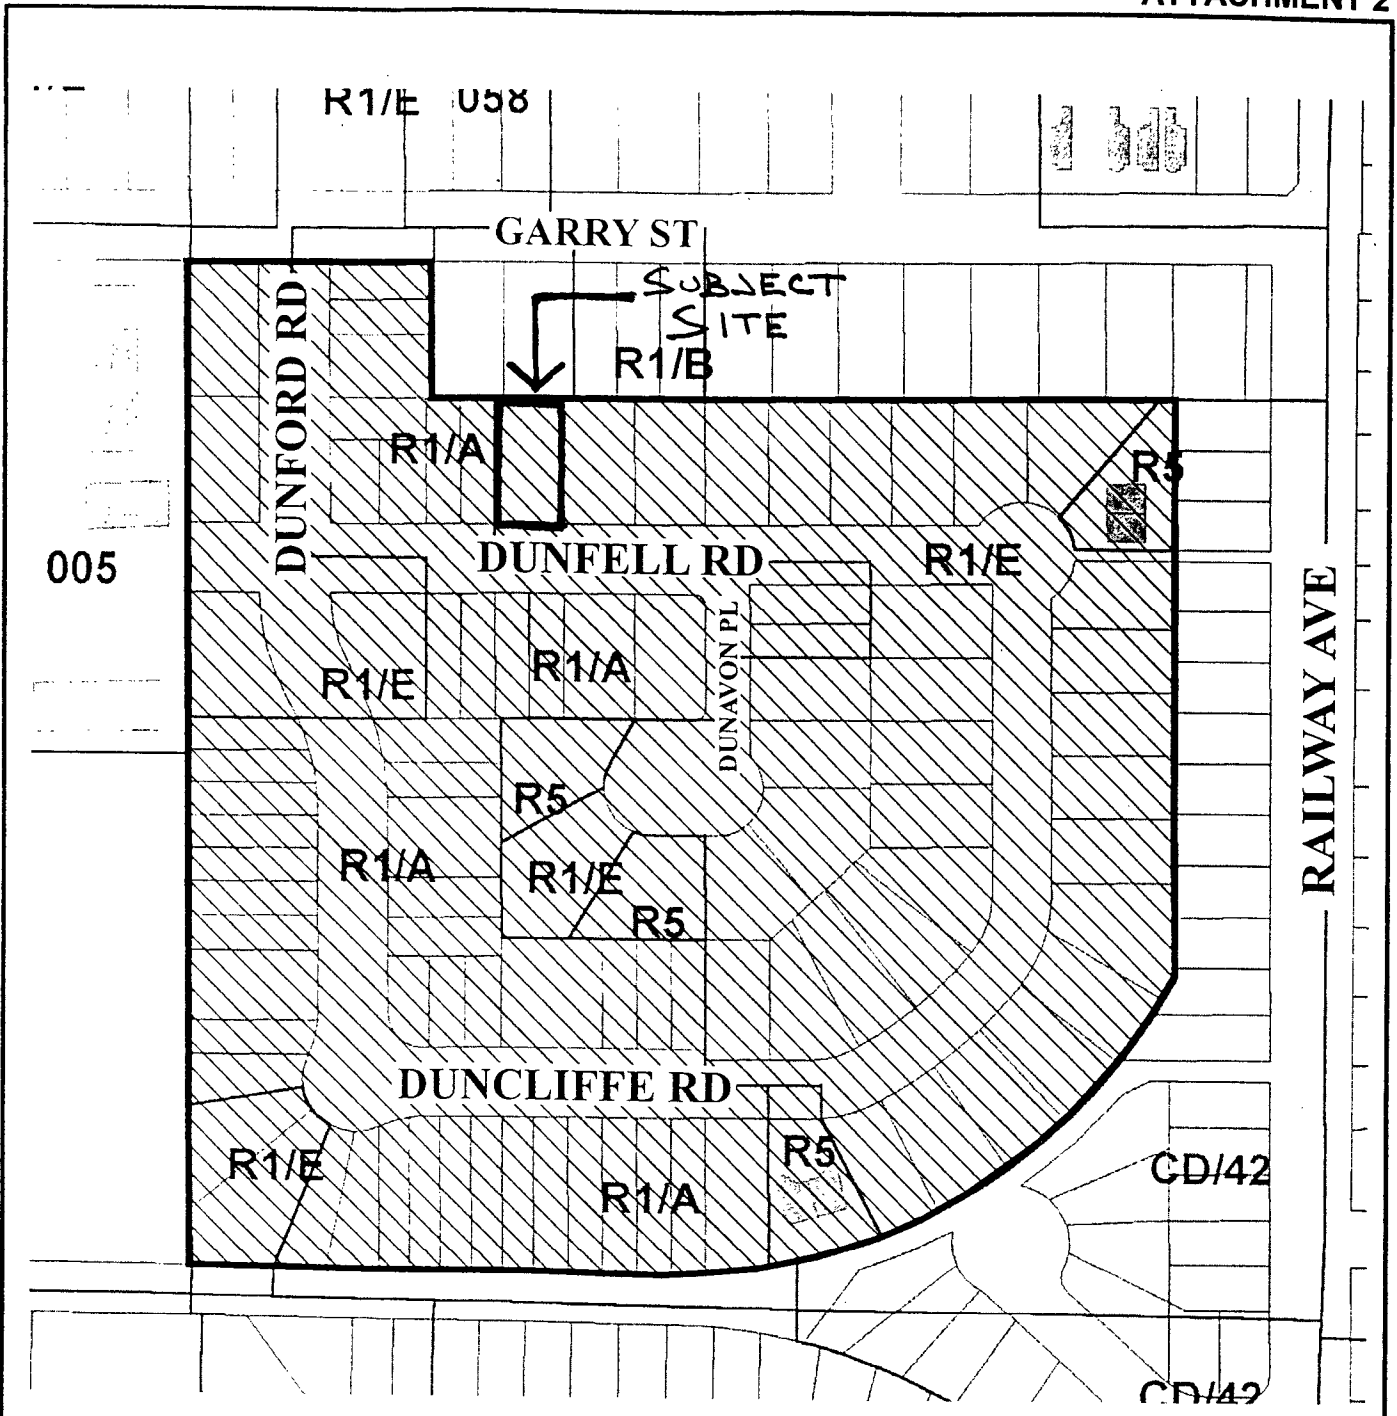 ATTACHMENT 2
R1/E 058
GARRY ST
SUBJECT
SITE
R1/B
DUNFORD RD
R1/A
R5
005
DUNFELL RD
R1/E
RAILWAY AVE
DUNAVON PL
R1/A
R1/E
R5
R1/A
R1/E
R5
DUNCLIFFE RD
R5
R1/E
CD/42
R1/A
CD/42